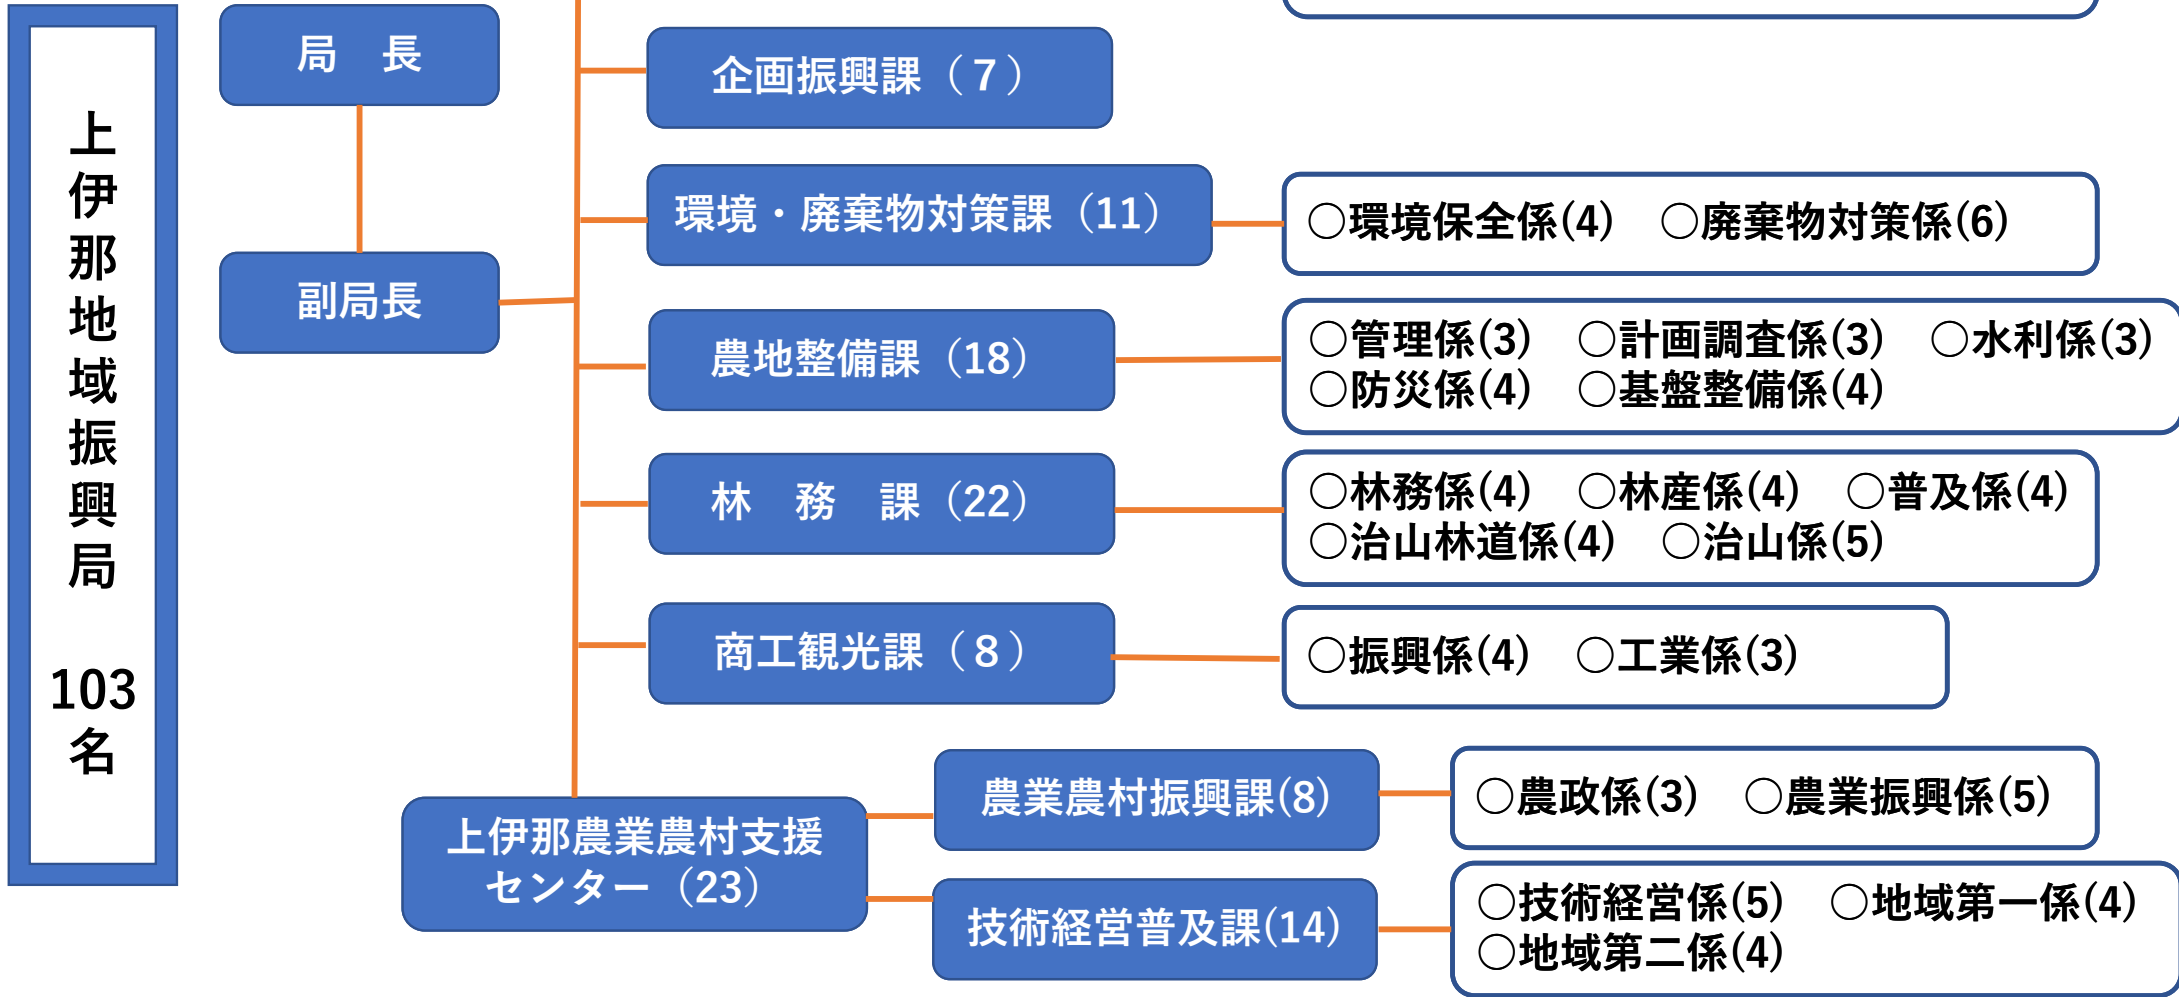 上伊那地域振興局　103名
局　長
副局長
企画振興課（７）
環境・廃棄物対策課（11）
○環境保全係(4)　○廃棄物対策係(6)
農地整備課（18）
○管理係(3)　○計画調査係(3)　○水利係(3)
○防災係(4)　○基盤整備係(4)
林　務　課（22）
○林務係(4)　○林産係(4)　○普及係(4)
○治山林道係(4)　○治山係(5)
商工観光課（８）
○振興係(4)　○工業係(3)
上伊那農業農村支援
センター（23）
農業農村振興課(8)
○農政係(3)　○農業振興係(5)
技術経営普及課(14)
○技術経営係(5)　○地域第一係(4)
○地域第二係(4)